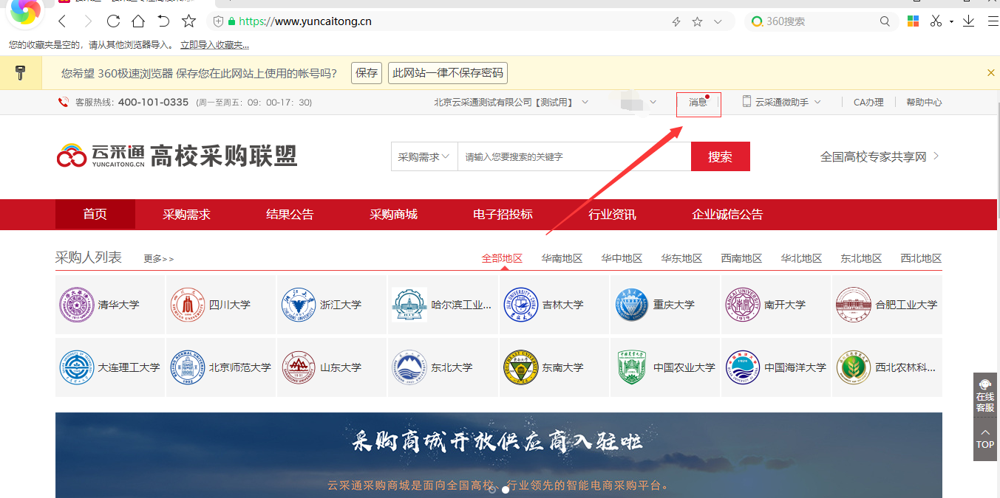 https://www.yuncaitong.cn
360搜索
您的收藏夹是空的，请从其他浏览器导入。 立即导入收藏夹...
您希望 360极速浏览器 保存您在此网站上使用的帐号吗? 保存 此网站一律不保存密码
客服热线：400-101-0335 (周一至周五：09：00-17：30) 北京云采通测试有限公司【测试用】 消息 云采通微助手 CA办理 帮助中心
云采通 YUNCAITONG.CN 高校采购联盟
采购需求 请输入您要搜索的关键字 搜索 全国高校专家共享网
首页 采购需求 结果公告 采购商城 电子招投标 行业资讯 企业诚信公告
采购人列表 更多>> 全部地区 华南地区 华中地区 华东地区 西南地区 华北地区 东北地区 西北地区
清华大学 四川大学 浙江大学 哈尔滨工业... 吉林大学 重庆大学 南开大学 合肥工业大学
大连理工大学 北京师范大学 山东大学 东北大学 东南大学 中国农业大学 中国海洋大学 西北农林科...
在线
客服
TOP
采购商城开放供应商入驻啦
云采通采购商城是面向全国高校、行业领先的智能电商采购平台。